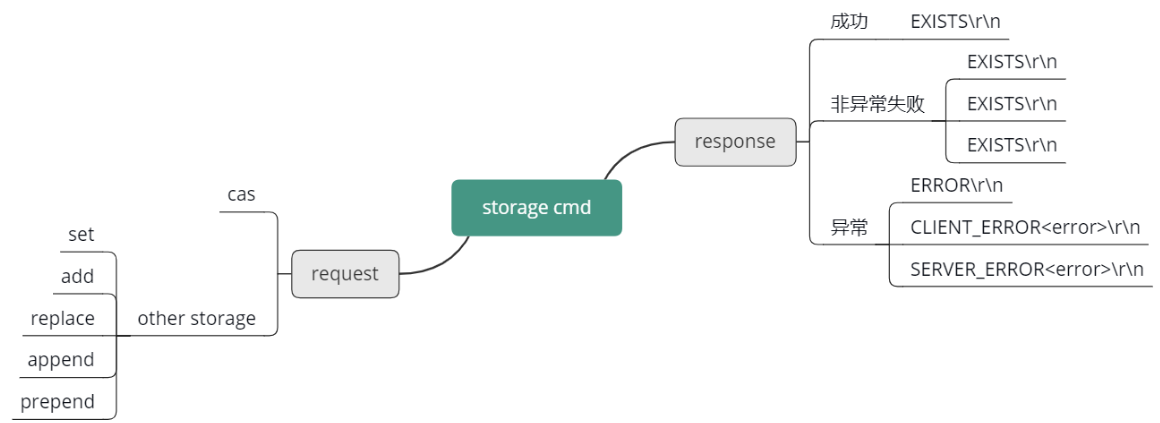 storage cmd
response
成功
EXISTS\r\n
非异常失败
EXISTS\r\n
EXISTS\r\n
EXISTS\r\n
异常
ERROR\r\n
CLIENT_ERROR<error>\r\n
SERVER_ERROR<error>\r\n
request
cas
other storage
set
add
replace
append
prepend